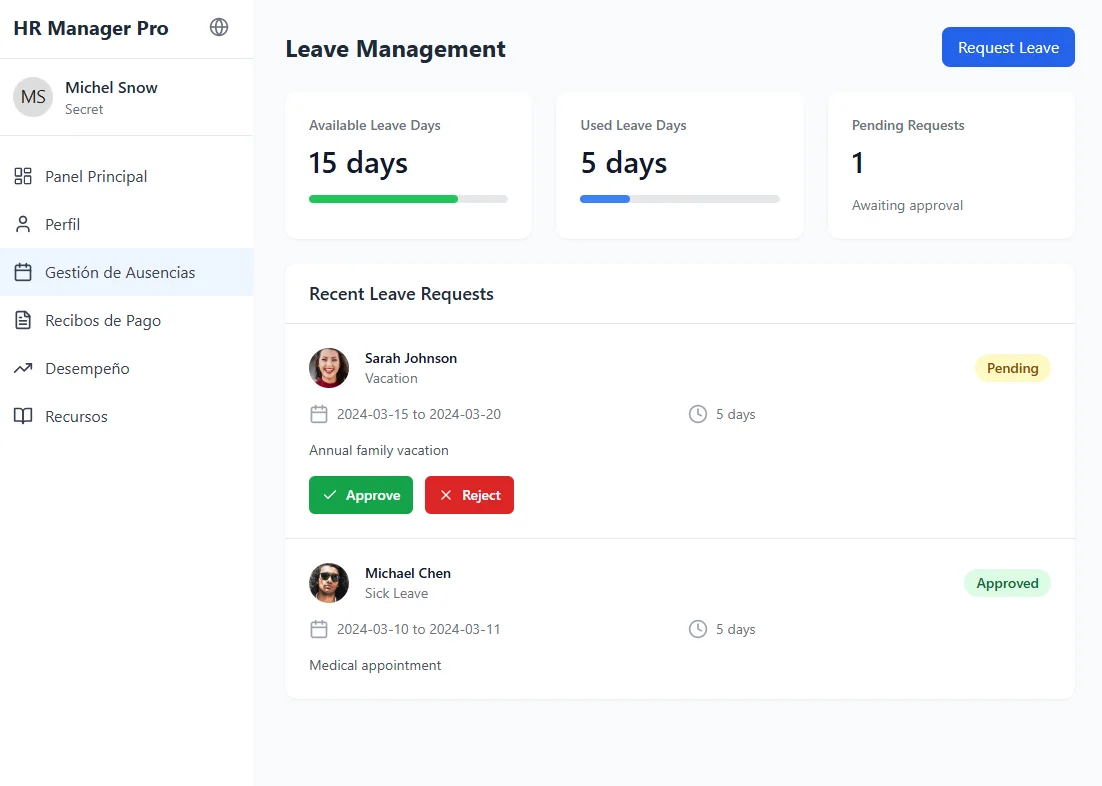 HR Manager Pro
MS
Michel Snow
Secret
Panel Principal
Perfil
Gestión de Ausencias
Recibos de Pago
Desempeño
Recursos
Leave Management
Request Leave
Available Leave Days
15 days
Used Leave Days
5 days
Pending Requests
1
Awaiting approval
Recent Leave Requests
Sarah Johnson
Vacation
Pending
2024-03-15 to 2024-03-20
5 days
Annual family vacation
Approve
Reject
Michael Chen
Sick Leave
Approved
2024-03-10 to 2024-03-11
5 days
Medical appointment